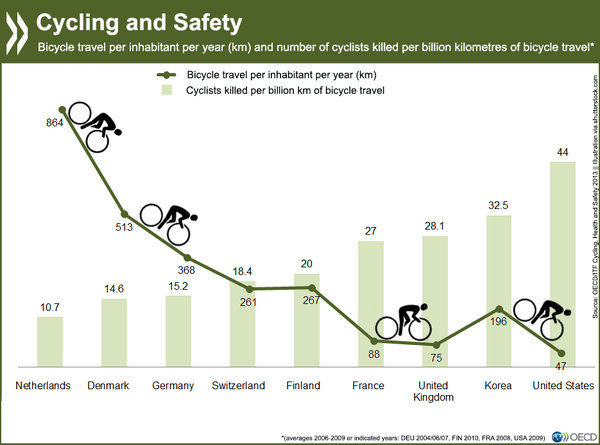 Cycling and Safety
Bicycle travel per inhabitant per year (km) and number of cyclists killed per billion kilometres of bicycle travel*
Bicycle travel per inhabitant per year (km)
Cyclists killed per billion km of bicycle travel
864
513
368
261
267
88
75
196
47
10.7
14.6
15.2
18.4
20
27
28.1
32.5
44
Netherlands
Denmark
Germany
Switzerland
Finland
France
United
Kingdom
Korea
United States
Source: OECD/ITF Cycling, Health and Safety 2013 || Illustration via shutterstock.com
*(averages 2006-2009 or indicated years: DEU 2004/06/07, FIN 2010, FRA 2008, USA 2009)
OECD